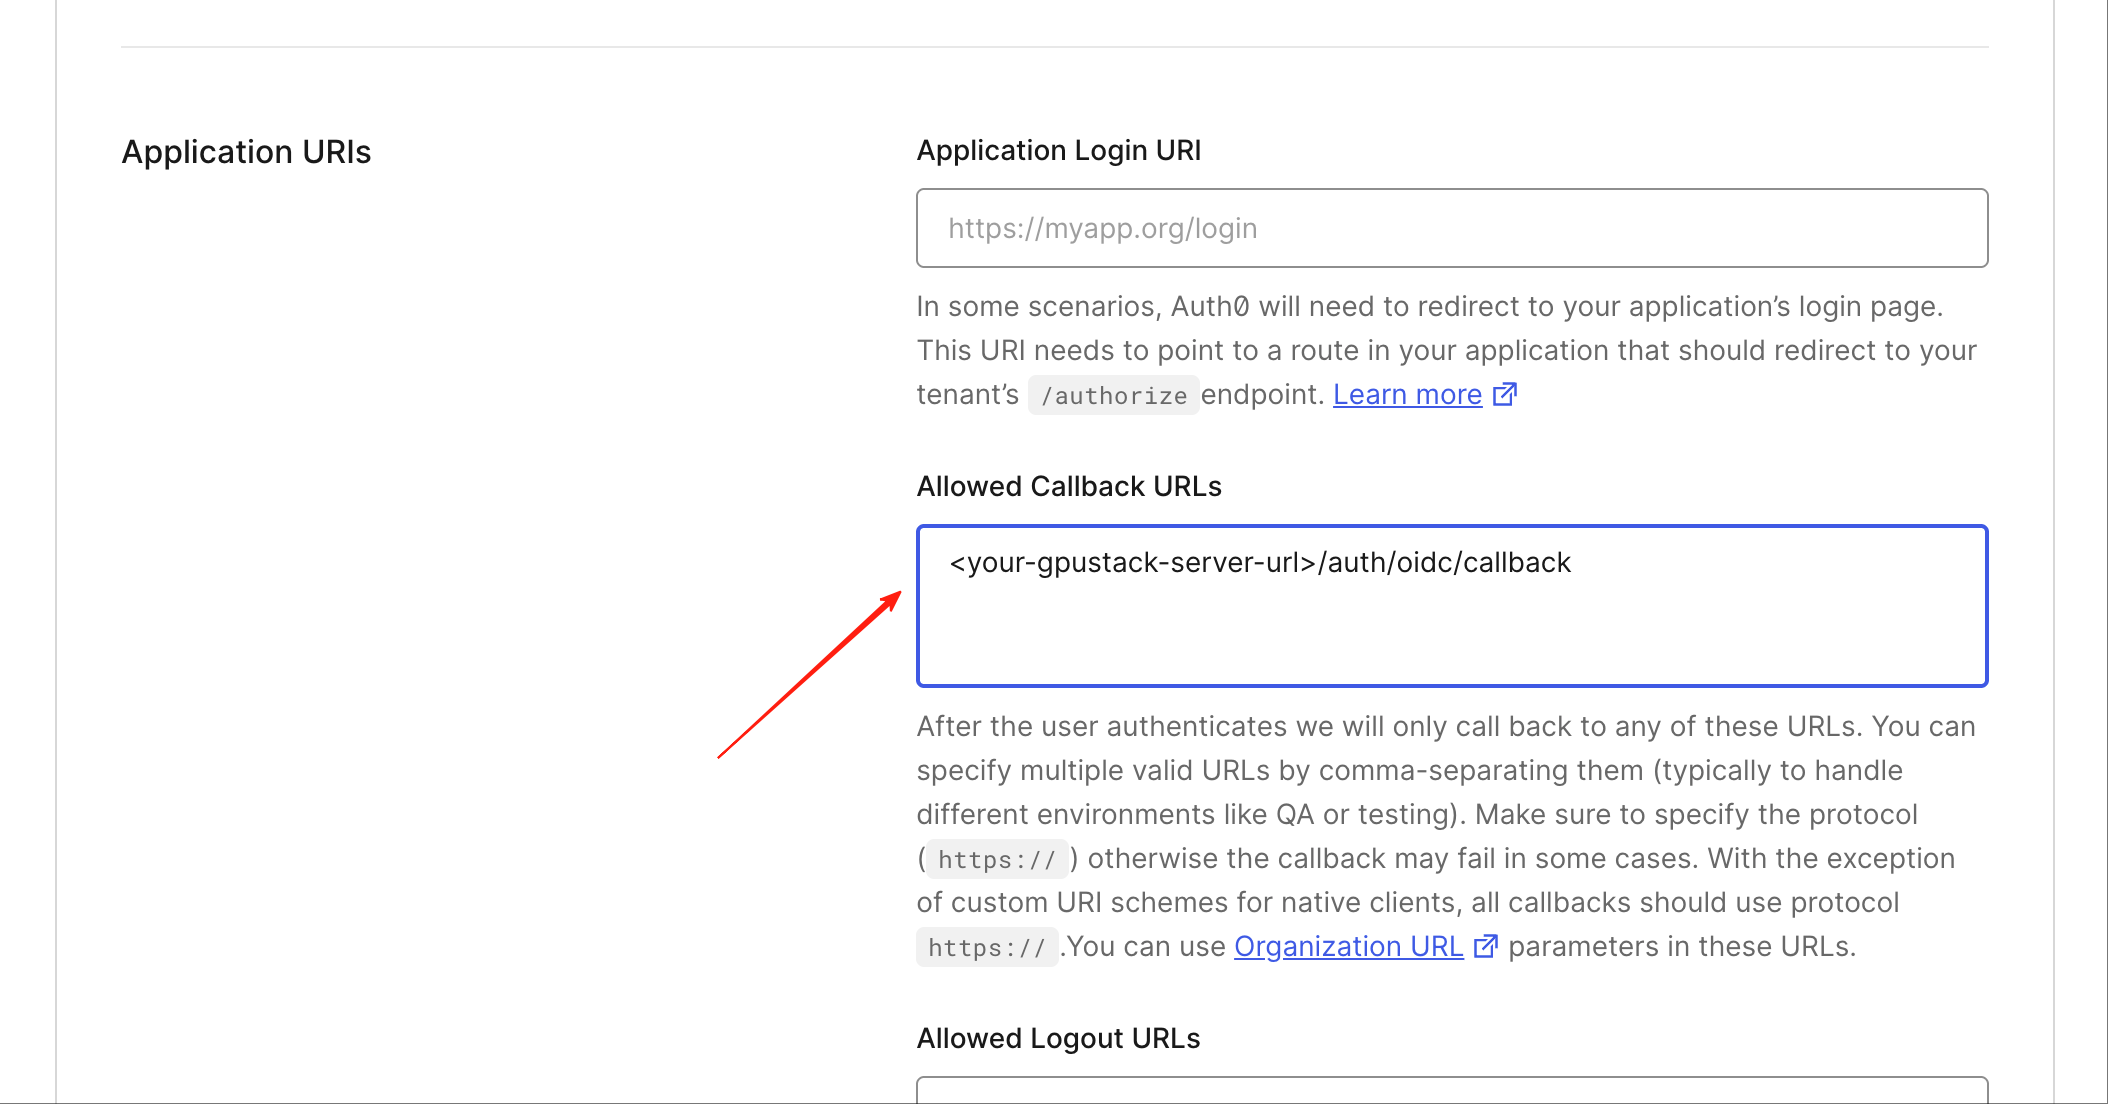 Application URIs
Application Login URI
https://myapp.org/login
In some scenarios, Auth0 will need to redirect to your application’s login page.
This URI needs to point to a route in your application that should redirect to your
tenant’s /authorize endpoint. Learn more
Allowed Callback URLs
<your-gpustack-server-url>/auth/oidc/callback
After the user authenticates we will only call back to any of these URLs. You can
specify multiple valid URLs by comma-separating them (typically to handle
different environments like QA or testing). Make sure to specify the protocol
( https:// ) otherwise the callback may fail in some cases. With the exception
of custom URI schemes for native clients, all callbacks should use protocol
https:// .You can use Organization URL parameters in these URLs.
Allowed Logout URLs